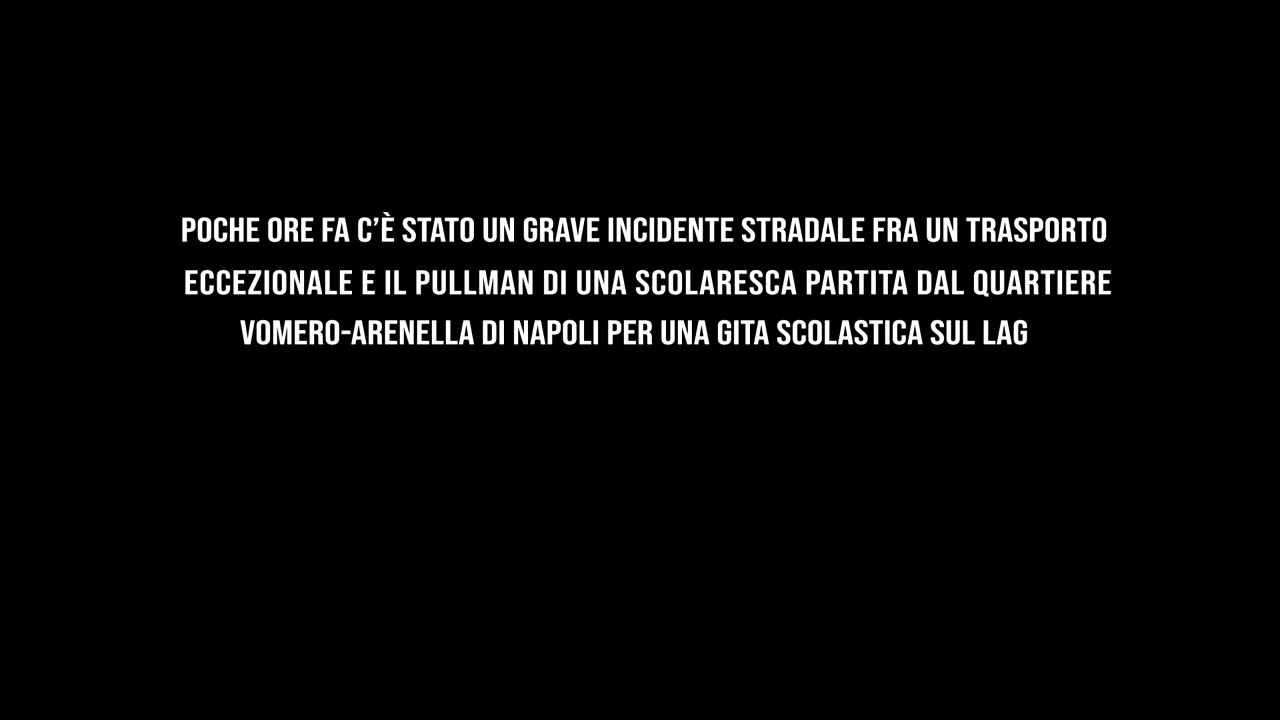 POCHE ORE FA C’È STATO UN GRAVE INCIDENTE STRADALE FRA UN TRASPORTO
ECCEZIONALE E IL PULLMAN DI UNA SCOLARESCA PARTITA DAL QUARTIERE
VOMERO-ARENELLA DI NAPOLI PER UNA GITA SCOLASTICA SUL LAG